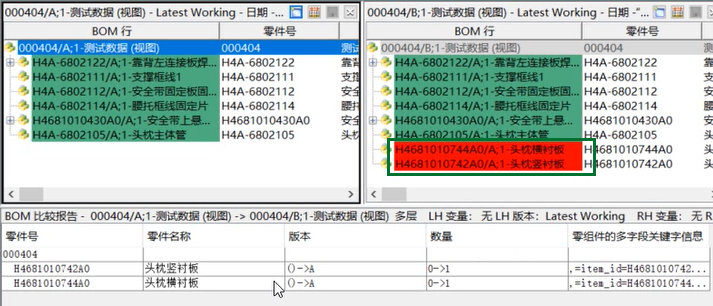 000404/A;1-测试数据 (视图) - Latest Working - 日期 -
BOM 行 零件号
000404/A;1-测试数据 (视图) 000404 测试
H4A-6802122/A;1-靠背左连接板焊... H4A-6802122 靠
H4A-6802111/A;1-支撑框线1 H4A-6802111 支撑
H4A-6802112/A;1-安全带固定板固... H4A-6802112 安全
H4A-6802114/A;1-腰托框线固定片 H4A-6802114 腰托
H4681010430A0/A;1-安全带上悬... H4681010430A0 安全
H4A-6802105/A;1-头枕主体管 H4A-6802105 头枕
000404/B;1-测试数据 (视图) - Latest Working - 日期 -“...
BOM 行 零件号
000404/B;1-测试数据 (视图) 000404 测
H4A-6802122/A;1-靠背左连接板焊... H4A-6802122 靠
H4A-6802111/A;1-支撑框线1 H4A-6802111 支
H4A-6802112/A;1-安全带固定板固... H4A-6802112 安
H4A-6802114/A;1-腰托框线固定片 H4A-6802114 腰
H4681010430A0/A;1-安全带上悬... H4681010430A0 安
H4A-6802105/A;1-头枕主体管 H4A-6802105 头
H4681010744A0/A;1-头枕横衬板 H4681010744A0 头
H4681010742A0/A;1-头枕竖衬板 H4681010742A0 头
BOM 比较报告 - 000404/A;1-测试数据 (视图) -> 000404/B;1-测试数据 (视图) 多层 LH 变量: 无 LH 版本: Latest Working RH 变量: 无 RH
零件号 零件名称 版本 数量 零组件的多字段关键字信息
000404
H4681010742A0 头枕竖衬板 ()->A 0->1 ,=item_id=H4681010742...
H4681010744A0 头枕横衬板 ()->A 0->1 ,=item_id=H4681010744...